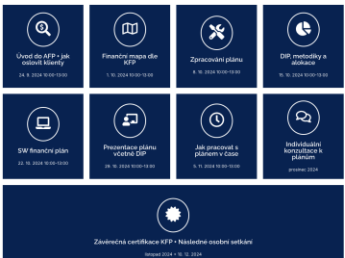 Úvod do AFP + jak
oslovit klienty
24. 9. 2024 10:00-13:00
Finanční mapa dle
KFP
1. 10. 2024 10:00-13:00
Zpracování plánu
8. 10. 2024 10:00-13:00
DIP, metodiky a
alokace
15. 10. 2024 10:00-13:00
SW finanční plán
22. 10. 2024 10:00-13:00
Prezentace plánu
včetně DIP
29. 10. 2024 10:00-13:00
Jak pracovat s
plánem v čase
5. 11. 2024 10:00-13:00
Individuální
konzultace k
plánům
prosinec 2024
Závěrečná certifikace KFP + Následné osobní setkání
listopad 2024 + 10. 12. 2024